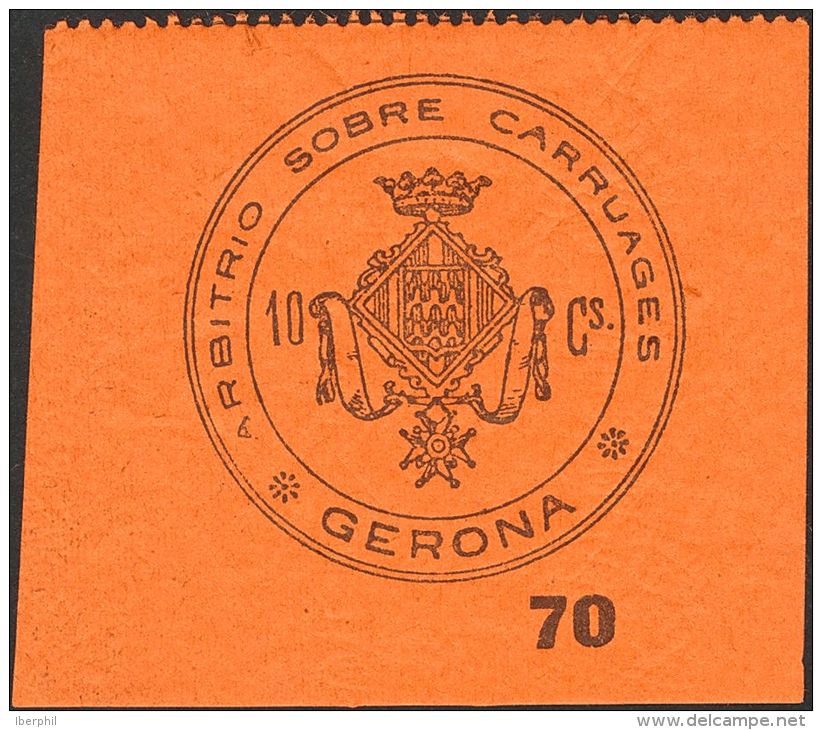 ARBITRIO SOBRE CARRUAGES
10 Cs.
GERONA
70
Iberphil
www.delcampe.net